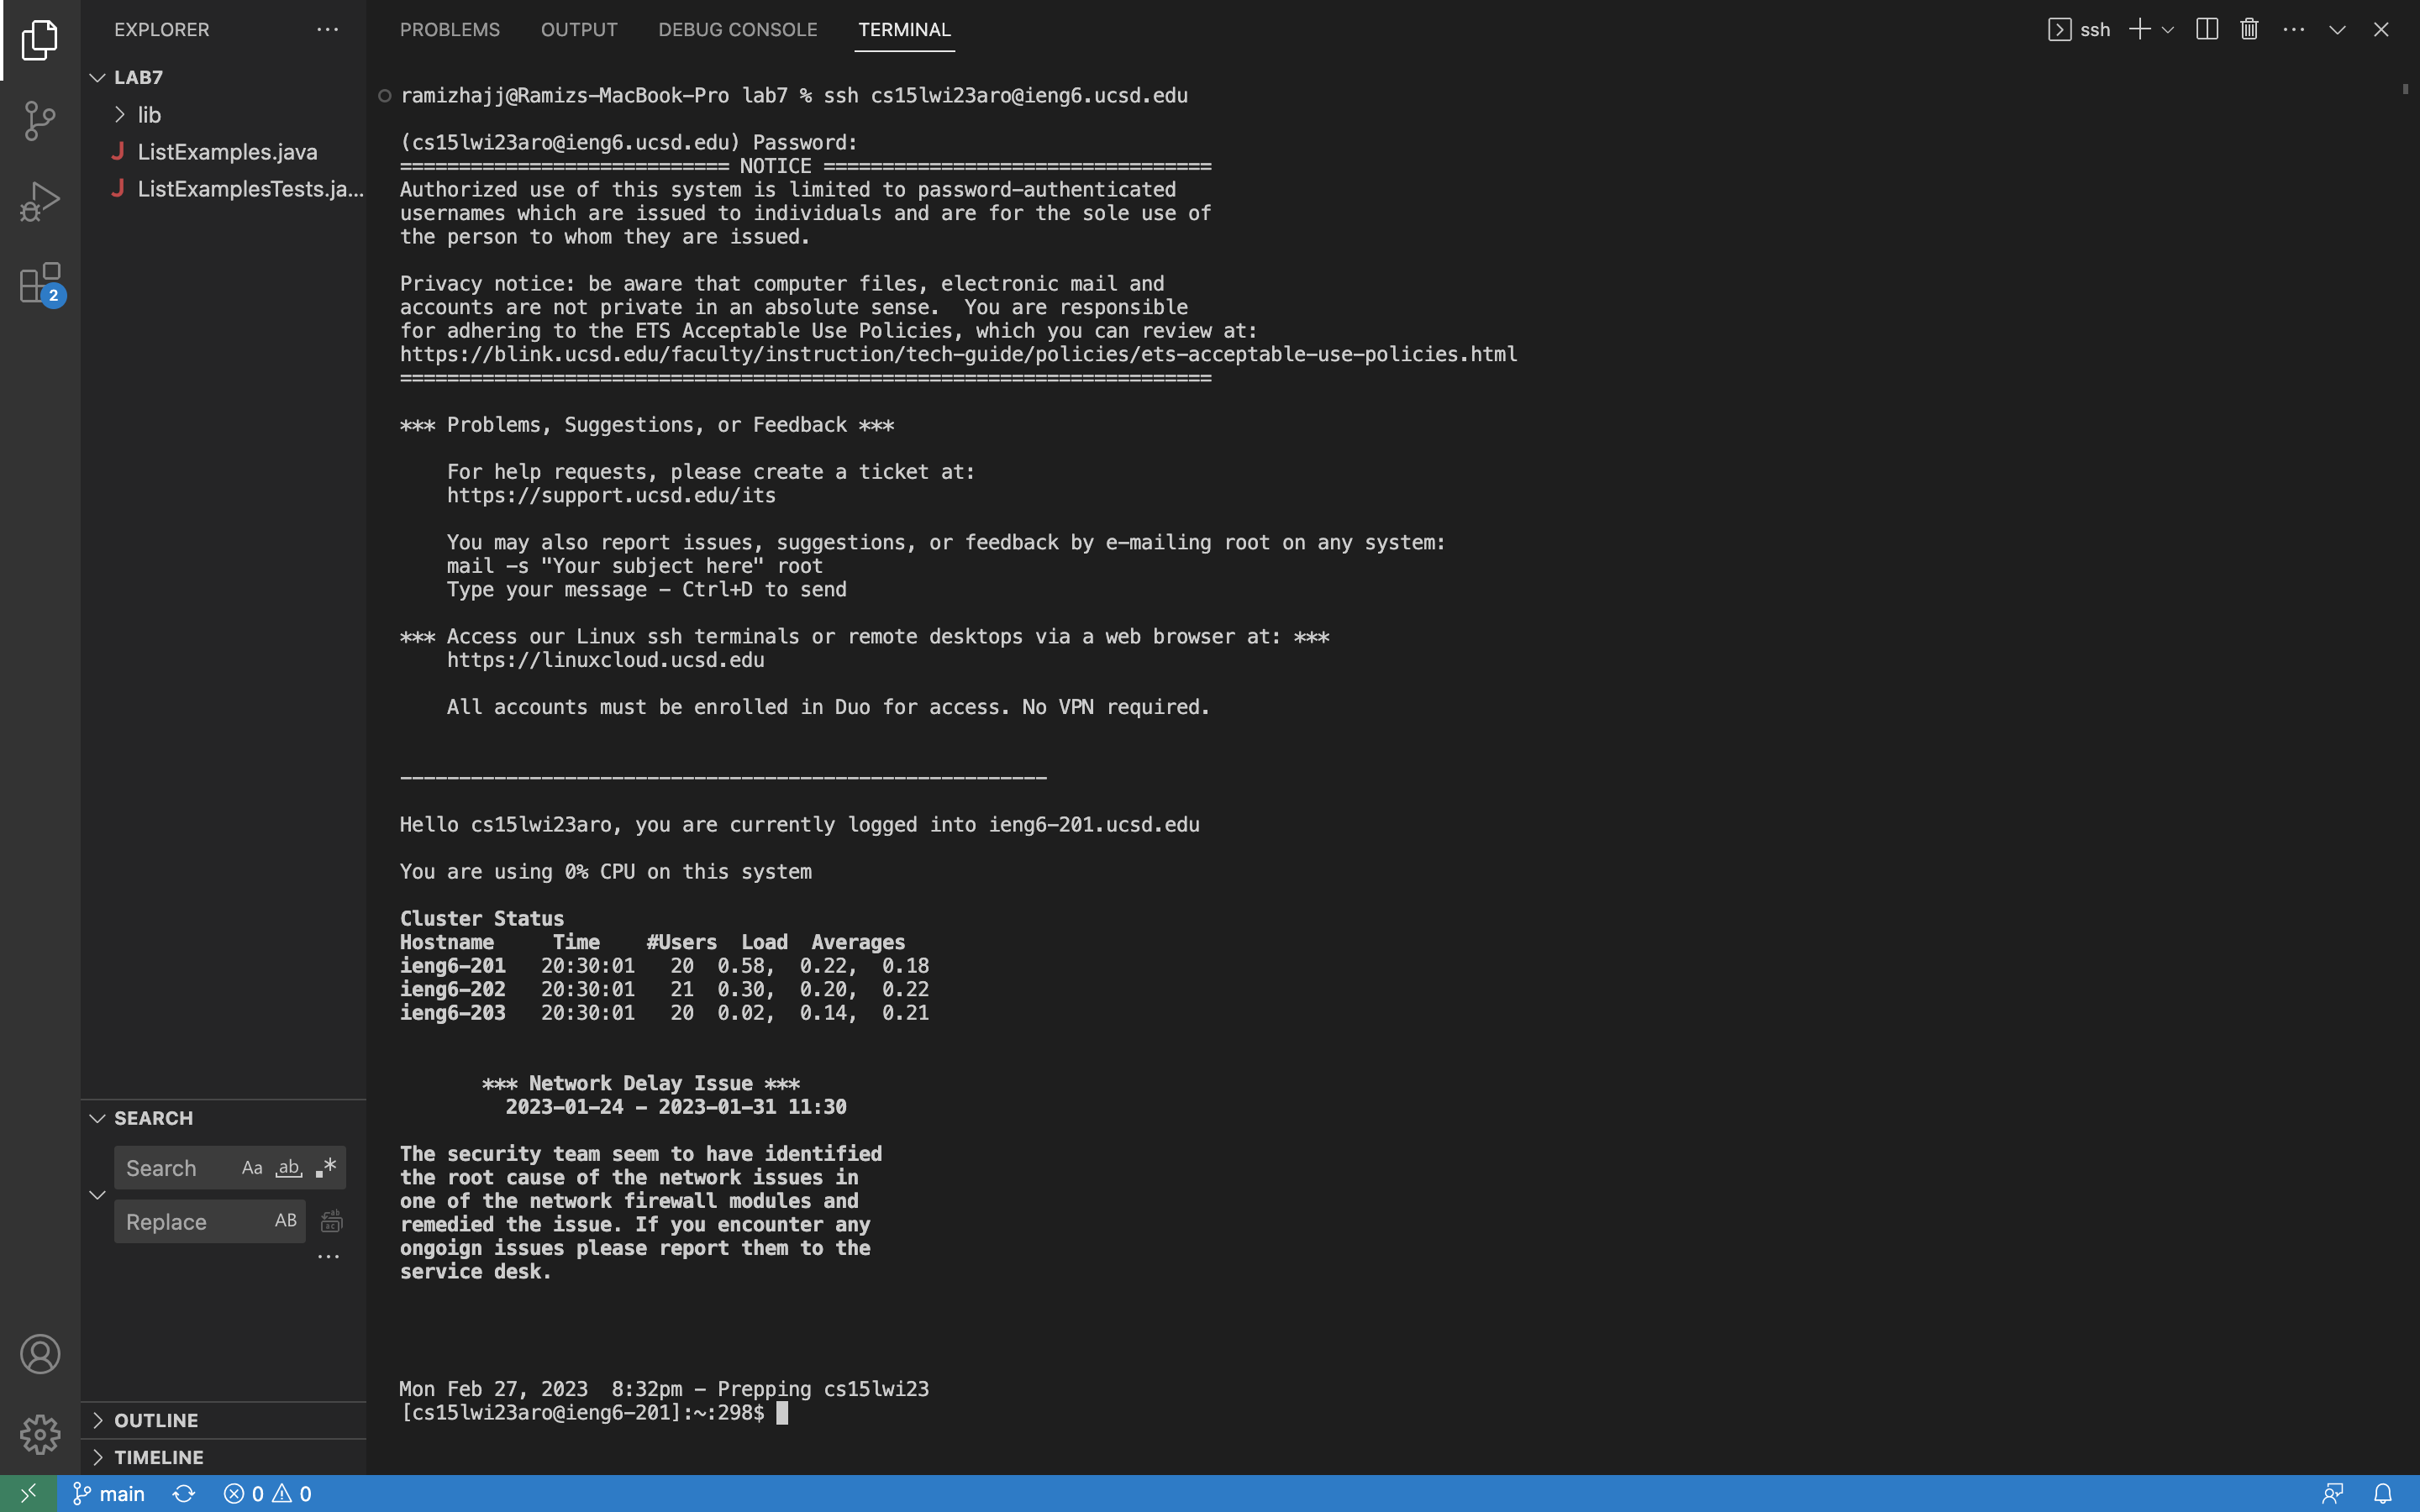 EXPLORER
LAB7
lib
J ListExamples.java
J ListExamplesTests.ja...
2
SEARCH
Search Aa ab
Replace AB
OUTLINE
TIMELINE
PROBLEMS OUTPUT DEBUG CONSOLE TERMINAL
ssh
ramizhajj@Ramizs-MacBook-Pro lab7 % ssh cs15lwi23aro@ieng6.ucsd.edu
(cs15lwi23aro@ieng6.ucsd.edu) Password:
============================ NOTICE =================================
Authorized use of this system is limited to password-authenticated
usernames which are issued to individuals and are for the sole use of
the person to whom they are issued.
Privacy notice: be aware that computer files, electronic mail and
accounts are not private in an absolute sense.  You are responsible
for adhering to the ETS Acceptable Use Policies, which you can review at:
https://blink.ucsd.edu/faculty/instruction/tech-guide/policies/ets-acceptable-use-policies.html
=====================================================================
*** Problems, Suggestions, or Feedback ***
For help requests, please create a ticket at:
https://support.ucsd.edu/its
You may also report issues, suggestions, or feedback by e-mailing root on any system:
mail -s "Your subject here" root
Type your message - Ctrl+D to send
*** Access our Linux ssh terminals or remote desktops via a web browser at: ***
https://linuxcloud.ucsd.edu
All accounts must be enrolled in Duo for access. No VPN required.
-------------------------------------------------------
Hello cs15lwi23aro, you are currently logged into ieng6-201.ucsd.edu
You are using 0% CPU on this system
Cluster Status
Hostname     Time    #Users  Load  Averages
ieng6-201   20:30:01   20  0.58,  0.22,  0.18
ieng6-202   20:30:01   21  0.30,  0.20,  0.22
ieng6-203   20:30:01   20  0.02,  0.14,  0.21
*** Network Delay Issue ***
2023-01-24 - 2023-01-31 11:30
The security team seem to have identified
the root cause of the network issues in
one of the network firewall modules and
remedied the issue. If you encounter any
ongoign issues please report them to the
service desk.
Mon Feb 27, 2023  8:32pm - Prepping cs15lwi23
[cs15lwi23aro@ieng6-201]:~:298$
main 0 0